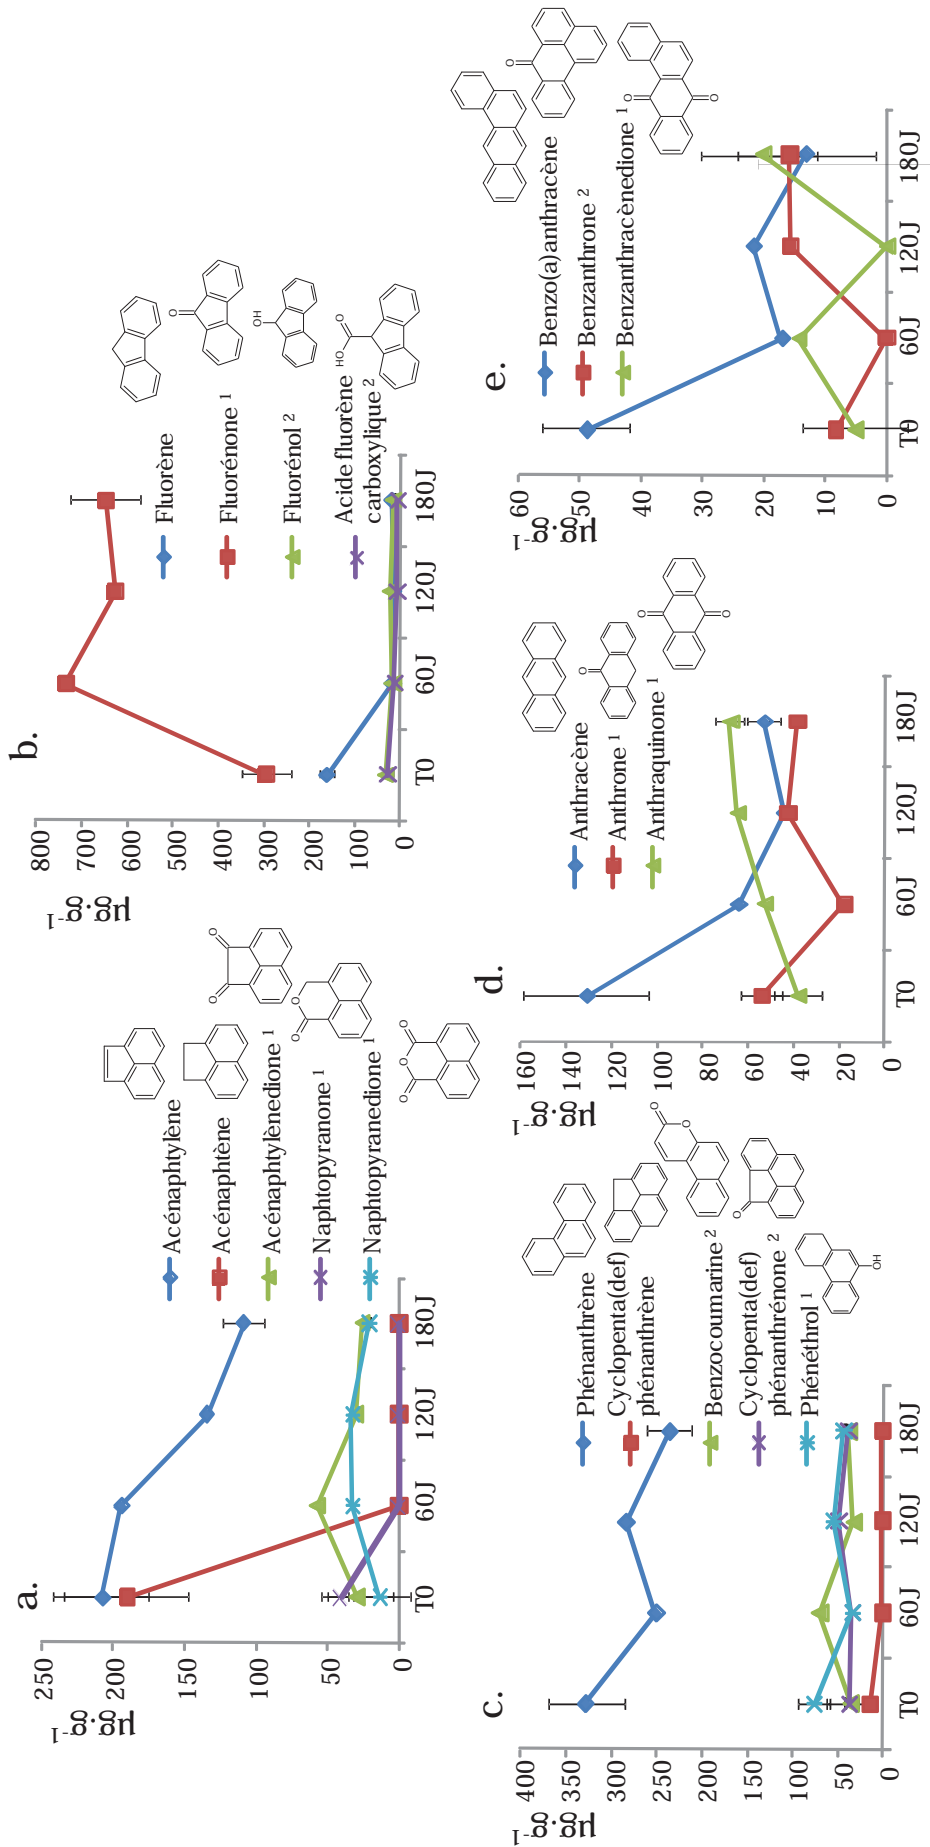 a.
µg.g-1
250
200
150
100
50
0
T0
60J
120J
180J
Acénaphtylène
Acénaphtène
Acénaphtylènedione 1
Naphtopyranone 1
Naphtopyranedione 1
O
O
O
O
O
O
O
b.
µg.g-1
800
700
600
500
400
300
200
100
0
T0
60J
120J
180J
Fluorène
Fluorénone 1
Fluorénol 2
Acide fluorène
carboxylique 2
O
OH
O
HO
c.
µg.g-1
400
350
300
250
200
150
100
50
0
T0
60J
120J
180J
Phénanthrène
Cyclopenta(def)
phénanthrène
Benzocoumarine 2
Cyclopenta(def)
phénanthrénone 2
Phénéthrol 1
O
O
O
OH
d.
µg.g-1
160
140
120
100
80
60
40
20
0
T0
60J
120J
180J
Anthracène
Anthrone 1
Anthraquinone 1
O
O
O
e.
µg.g-1
60
50
40
30
20
10
0
T0
60J
120J
180J
Benzo(a)anthracène
Benzanthrone 2
Benzanthracènedione 1
O
O
O